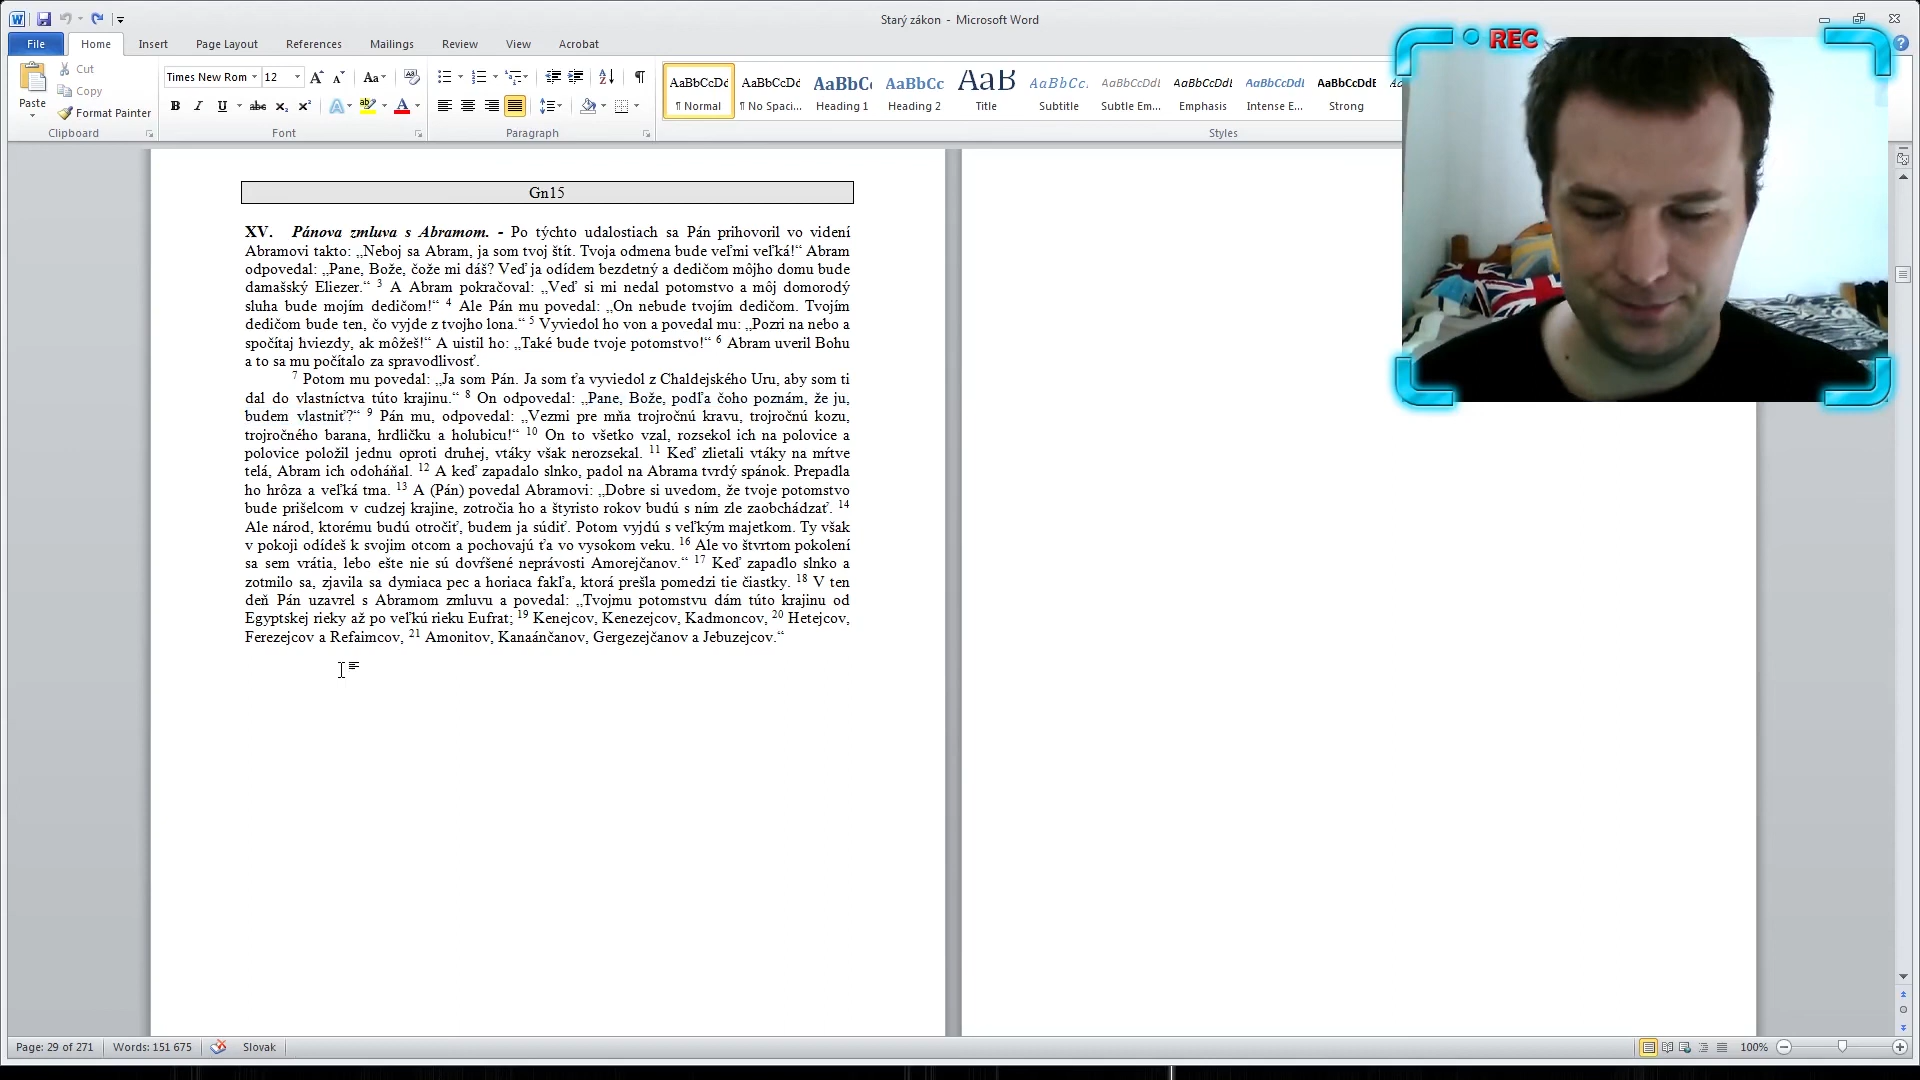 Starý zákon - Microsoft Word
File Home Insert Page Layout References Mailings Review View Acrobat
REC
Paste
Cut
Copy
Format Painter
Clipboard
Times New Rom 12
Font
Paragraph
AaBbCcDd AaBbCcDd AaBbC AaBbCc AaB AaBbCc. AaBbCcDd AaBbCcDd AaBbCcDd AaBbCcDd
¶ Normal ¶ No Spaci... Heading 1 Heading 2 Title Subtitle Subtle Em... Emphasis Intense E... Strong
Styles
Gn15
XV. Pánova zmluva s Abramom. - Po týchto udalostiach sa Pán prihovoril vo videní
Abramovi takto: „Neboj sa Abram, ja som tvoj štít. Tvoja odmena bude veľmi veľká!“ Abram
odpovedal: „Pane, Bože, čože mi dáš? Veď ja odídem bezdetný a dedičom môjho domu bude
damašský Eliezer.“ 3 A Abram pokračoval: „Veď si mi nedal potomstvo a môj domorodý
sluha bude mojím dedičom!“ 4 Ale Pán mu povedal: „On nebude tvojím dedičom. Tvojím
dedičom bude ten, čo vyjde z tvojho lona.“ 5 Vyviedol ho von a povedal mu: „Pozri na nebo a
spočítaj hviezdy, ak môžeš!“ A uistil ho: „Také bude tvoje potomstvo!“ 6 Abram uveril Bohu
a to sa mu počítalo za spravodlivosť.
7 Potom mu povedal: „Ja som Pán. Ja som ťa vyviedol z Chaldejského Uru, aby som ti
dal do vlastníctva túto krajinu.“ 8 On odpovedal: „Pane, Bože, podľa čoho poznám, že ju,
budem vlastniť?“ 9 Pán mu, odpovedal: „Vezmi pre mňa trojročnú kravu, trojročnú kozu,
trojročného barana, hrdličku a holubicu!“ 10 On to všetko vzal, rozsekol ich na polovice a
polovice položil jednu oproti druhej, vtáky však nerozsekal. 11 Keď zlietali vtáky na mŕtve
telá, Abram ich odoháňal. 12 A keď zapadalo slnko, padol na Abrama tvrdý spánok. Prepadla
ho hrôza a veľká tma. 13 A (Pán) povedal Abramovi: „Dobre si uvedom, že tvoje potomstvo
bude prišelcom v cudzej krajine, zotročia ho a štyristo rokov budú s ním zle zaobchádzať. 14
Ale národ, ktorému budú otročiť, budem ja súdiť. Potom vyjdú s veľkým majetkom. Ty však
v pokoji odídeš k svojim otcom a pochovajú ťa vo vysokom veku. 16 Ale vo štvrtom pokolení
sa sem vrátia, lebo ešte nie sú dovŕšené neprávosti Amorejčanov.“ 17 Keď zapadlo slnko a
zotmilo sa, zjavila sa dymiaca pec a horiaca fakľa, ktorá prešla pomedzi tie čiastky. 18 V ten
deň Pán uzavrel s Abramom zmluvu a povedal: „Tvojmu potomstvu dám túto krajinu od
Egyptskej rieky až po veľkú rieku Eufrat; 19 Kenejcov, Kenezejcov, Kadmoncov, 20 Hetejcov,
Ferezejcov a Refaimcov, 21 Amonitov, Kanaánčanov, Gergezejčanov a Jebuzejcov.“
Page: 29 of 271 Words: 151 675 Slovak 100%